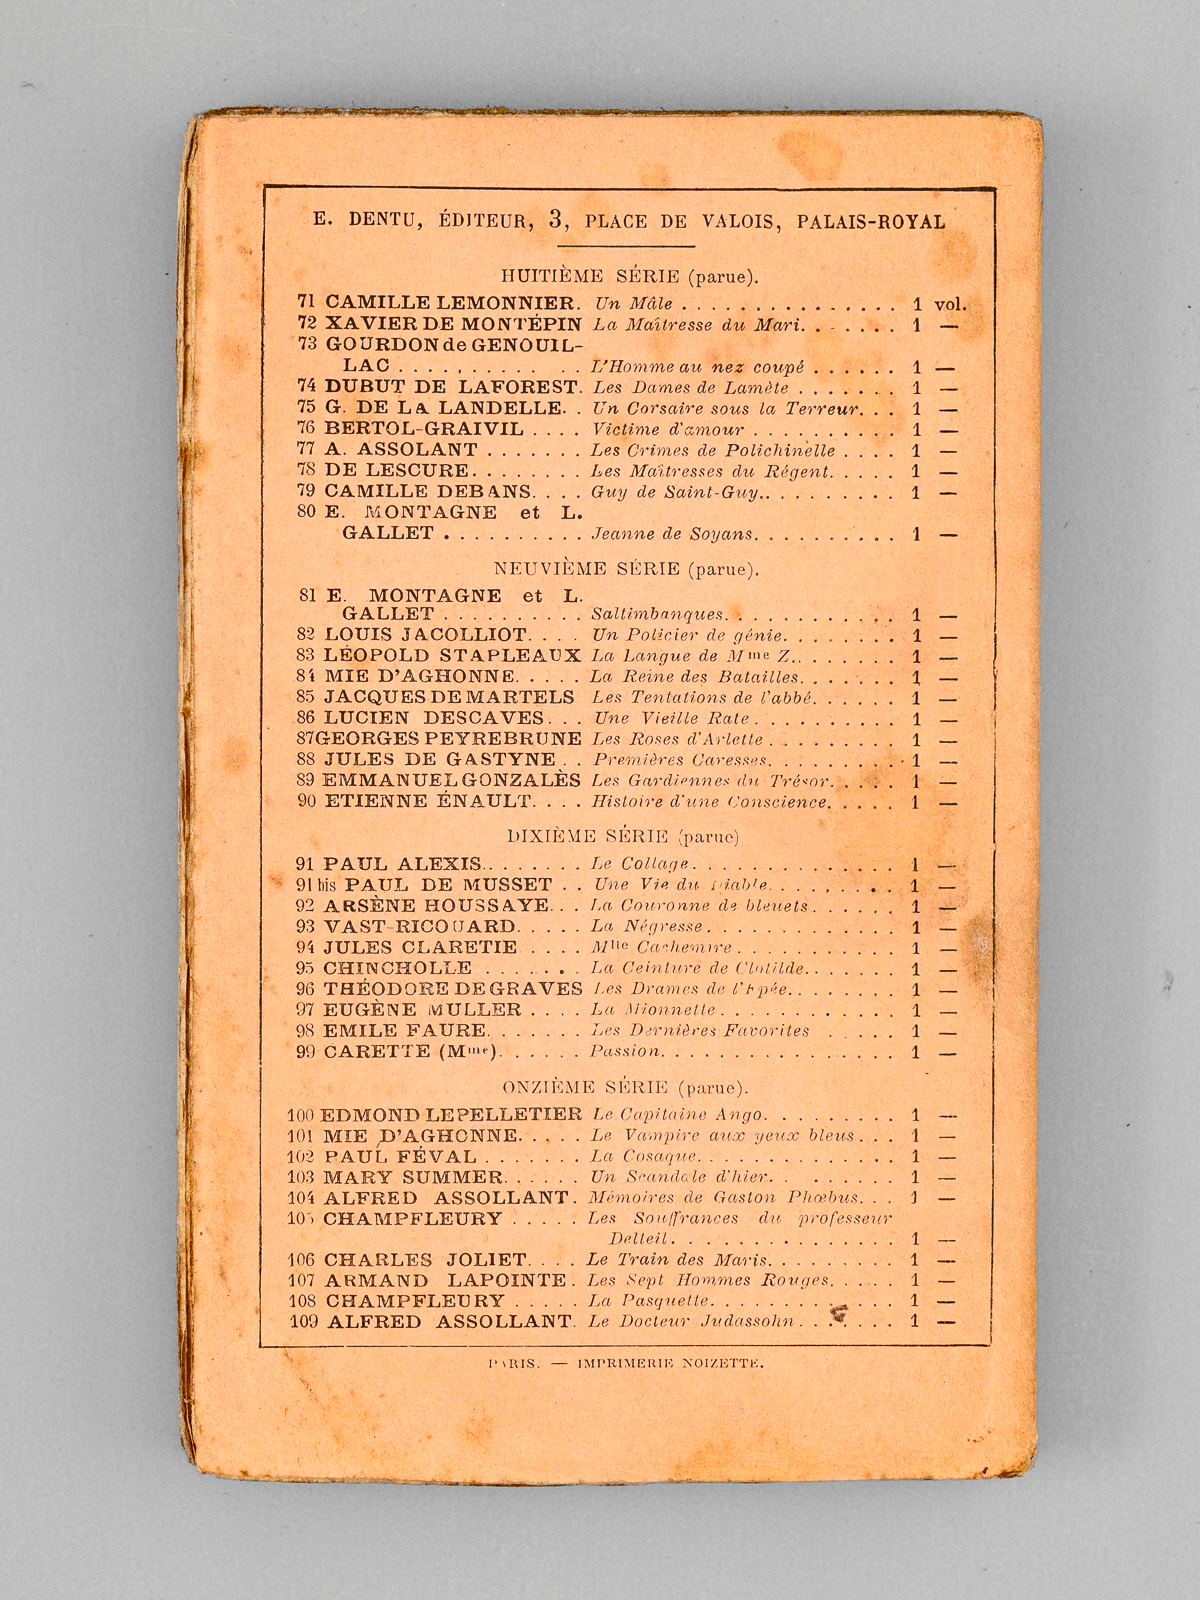 E. DENTU, ÉDITEUR, 3, PLACE DE VALOIS, PALAIS-ROYAL
HUITIÈME SÉRIE (parue).
71 CAMILLE LEMONNIER. Un Mâle . . . . . . . . . . . . . . . 1 vol.
72 XAVIER DE MONTÉPIN La Maîtresse du Mari. . . . . . . 1 —
73 GOURDON de GENOUIL-
LAC . . . . . . . . . . . . L'Homme au nez coupé . . . . . . 1 —
74 DUBUT DE LAFOREST. Les Dames de Lamète . . . . . . . 1 —
75 G. DE LA LANDELLE. . Un Corsaire sous la Terreur. . . 1 —
76 BERTOL-GRAIVIL . . . . Victime d'amour . . . . . . . . . . 1 —
77 A. ASSOLANT . . . . . . . Les Crimes de Polichinelle . . . . 1 —
78 DE LESCURE. . . . . . . . Les Maîtresses du Régent. . . . . 1 —
79 CAMILLE DEBANS. . . . Guy de Saint-Guy.. . . . . . . . . 1 —
80 E. MONTAGNE et L.
GALLET . . . . . . . . . . Jeanne de Soyans. . . . . . . . . . 1 —
NEUVIÈME SÉRIE (parue).
81 E. MONTAGNE et L.
GALLET . . . . . . . . . . Saltimbanques. . . . . . . . . . . . 1 —
82 LOUIS JACOLLIOT. . . . Un Policier de génie. . . . . . . . 1 —
83 LÉOPOLD STAPLEAUX La Langue de Mme Z.. . . . . . . 1 —
84 MIE D'AGHONNE. . . . . La Reine des Batailles. . . . . . . 1 —
85 JACQUES DE MARTELS Les Tentations de l'abbé. . . . . . 1 —
86 LUCIEN DESCAVES. . . Une Vieille Rate . . . . . . . . . . 1 —
87 GEORGES PEYREBRUNE Les Roses d'Arlette . . . . . . . . . 1 —
88 JULES DE GASTYNE . . Premières Caresses. . . . . . . . . 1 —
89 EMMANUEL GONZALÈS Les Gardiennes du Trésor. . . . . 1 —
90 ETIENNE ÉNAULT. . . . Histoire d'une Conscience. . . . . 1 —
DIXIÈME SÉRIE (parue)
91 PAUL ALEXIS.. . . . . . . Le Collage. . . . . . . . . . . . . . 1 —
91 bis PAUL DE MUSSET . . Une Vie du Diable. . . . . . . . . 1 —
92 ARSÈNE HOUSSAYE. . . La Couronne de bleuets. . . . . . 1 —
93 VAST-RICOUARD. . . . . La Négresse. . . . . . . . . . . . . 1 —
94 JULES CLARETIE . . . . . Mlle Cachemire . . . . . . . . . . . 1 —
95 CHINCHOLLE . . . . . . La Ceinture de Clotilde. . . . . . . 1 —
96 THÉODORE DE GRAVES Les Drames de l'Epée. . . . . . . . 1 —
97 EUGÈNE MULLER . . . . La Mionnette . . . . . . . . . . . . 1 —
98 EMILE FAURE. . . . . . . Les Dernières Favorites . . . . . 1 —
99 CARETTE (Mme). . . . . . Passion. . . . . . . . . . . . . . . . 1 —
ONZIÈME SÉRIE (parue).
100 EDMOND LEPELLETIER Le Capitaine Ango. . . . . . . . . 1 —
101 MIE D'AGHONNE. . . . . Le Vampire aux yeux bleus . . . 1 —
102 PAUL FÉVAL . . . . . . . La Cosaque. . . . . . . . . . . . . . 1 —
103 MARY SUMMER. . . . . . Un Scandale d'hier. . . . . . . . 1 —
104 ALFRED ASSOLLANT. Mémoires de Gaston Phœbus. . . 1 —
105 CHAMPFLEURY . . . . . Les Souffrances du professeur
Delteil. . . . . . . . . . . . . . . . 1 —
106 CHARLES JOLIET. . . . Le Train des Maris. . . . . . . . . 1 —
107 ARMAND LAPOINTE. Les Sept Hommes Rouges. . . . . 1 —
108 CHAMPFLEURY . . . . . La Pasquette. . . . . . . . . . . . . 1 —
109 ALFRED ASSOLLANT. Le Docteur Judassohn . . . . . . . 1 —
PARIS. — IMPRIMERIE NOIZETTE.